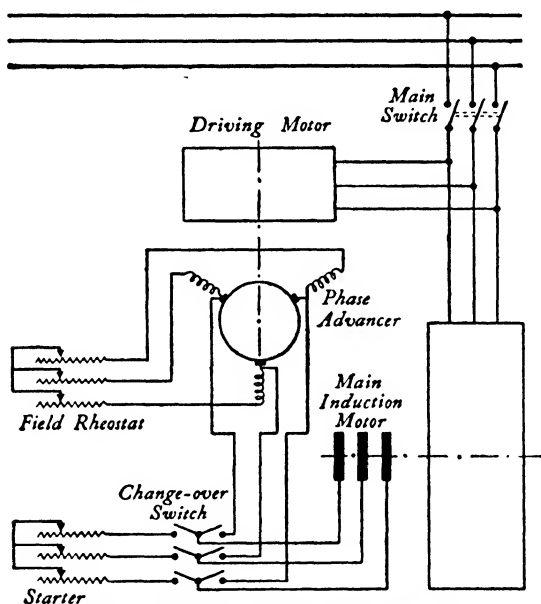 Main
Switch
Driving Motor
Phase
Advancer
Field Rheostat
Main
Induction
Motor
Change-over
Switch
Starter